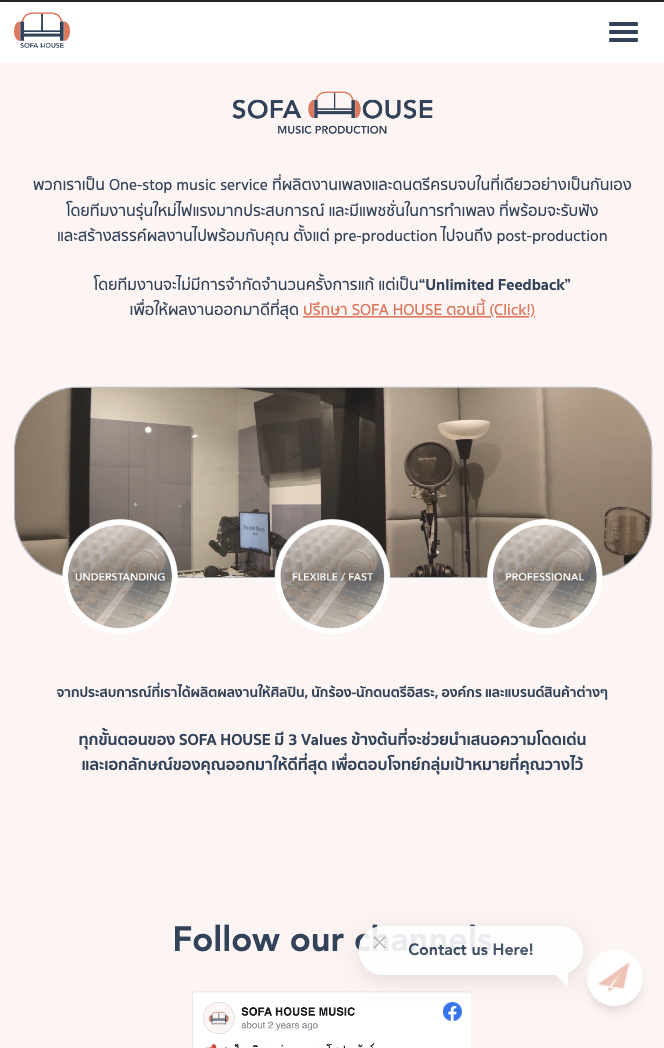 SOFA HOUSE
SOFA HOUSE
MUSIC PRODUCTION
พวกเราเป็น One-stop music service ที่ผลิตงานเพลงและดนตรีครบจบในที่เดียวอย่างเป็นกันเอง
โดยทีมงานรุ่นใหม่ไฟแรงมากประสบการณ์ และมีแพชชั่นในการทำเพลง ที่พร้อมจะรับฟัง
และสร้างสรรค์ผลงานไปพร้อมกับคุณ ตั้งแต่ pre-production ไปจนถึง post-production
โดยทีมงานจะไม่มีการจำกัดจำนวนครั้งการแก้ แต่เป็น“Unlimited Feedback”
เพื่อให้ผลงานออกมาดีที่สุด ปรึกษา SOFA HOUSE ตอนนี้ (Click!)
UNDERSTANDING
FLEXIBLE / FAST
PROFESSIONAL
จากประสบการณ์ที่เราได้ผลิตผลงานให้ศิลปิน, นักร้อง-นักดนตรีอิสระ, องค์กร และแบรนด์สินค้าต่างๆ
ทุกขั้นตอนของ SOFA HOUSE มี 3 Values ข้างต้นที่จะช่วยนำเสนอความโดดเด่น
และเอกลักษณ์ของคุณออกมาให้ดีที่สุด เพื่อตอบโจทย์กลุ่มเป้าหมายที่คุณวางไว้
Follow our channels
Contact us Here!
SOFA HOUSE MUSIC
about 2 years ago